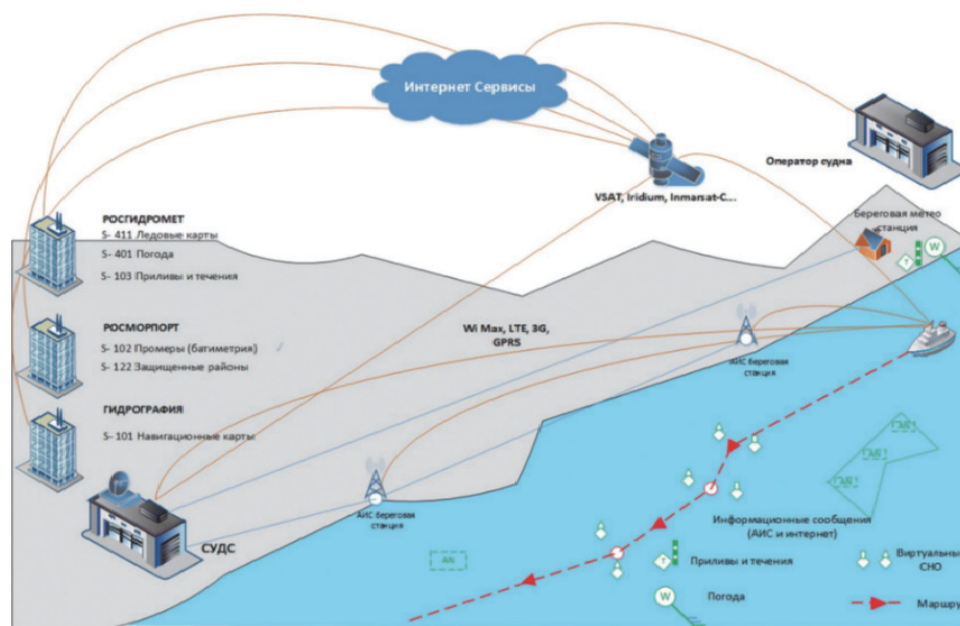 Интернет Сервисы
Оператор судна
VSAT, Iridium, Inmarsat-C...
РОСГИДРОМЕТ
S- 411 Ледовые карты
S- 401 Погода
S- 103 Приливы и течения
Береговая метео
станция
W
T
РОСМОРПОРТ
S- 102 Промеры (батиметрия)
S- 122 Защищенные районы
Wi Max, LTE, 3G,
GPRS
АИС береговая
станция
ГИДРОГРАФИЯ
S- 101 Навигационные карты
АИС береговая
станция
СУДС
Информационные сообщения
(АИС и интернет)
T
Приливы и течения
Виртуальны
СНО
W
Погода
Маршру